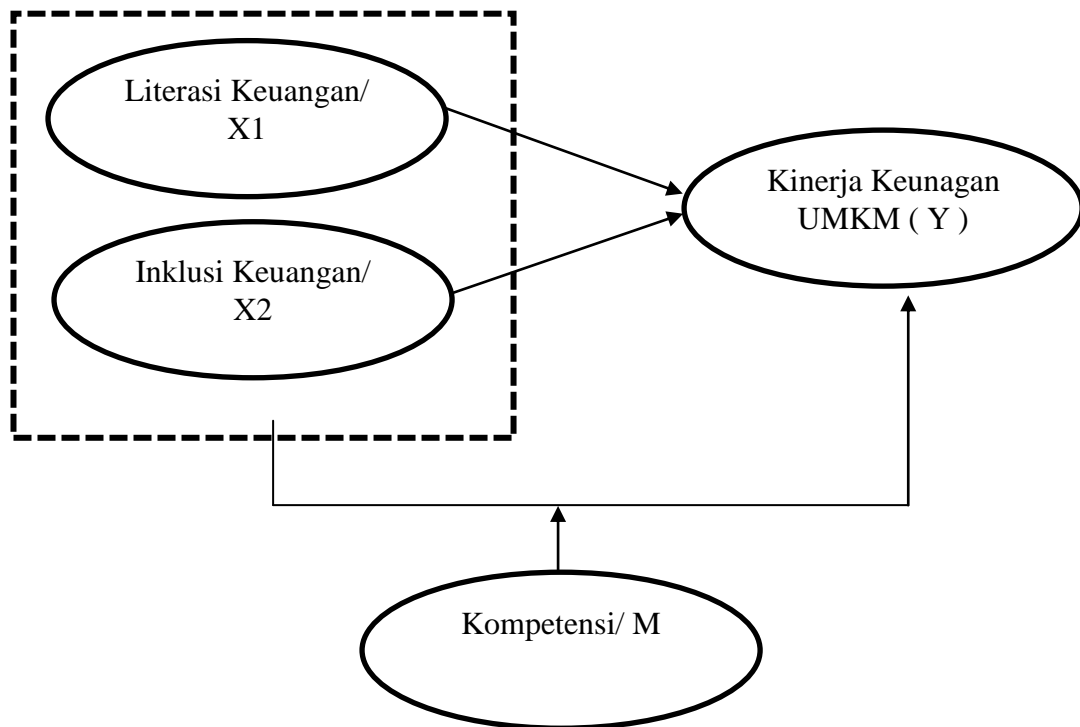 Literasi Keuangan/
X1
Kinerja Keunagan
UMKM ( Y )
Inklusi Keuangan/
X2
Kompetensi/ M